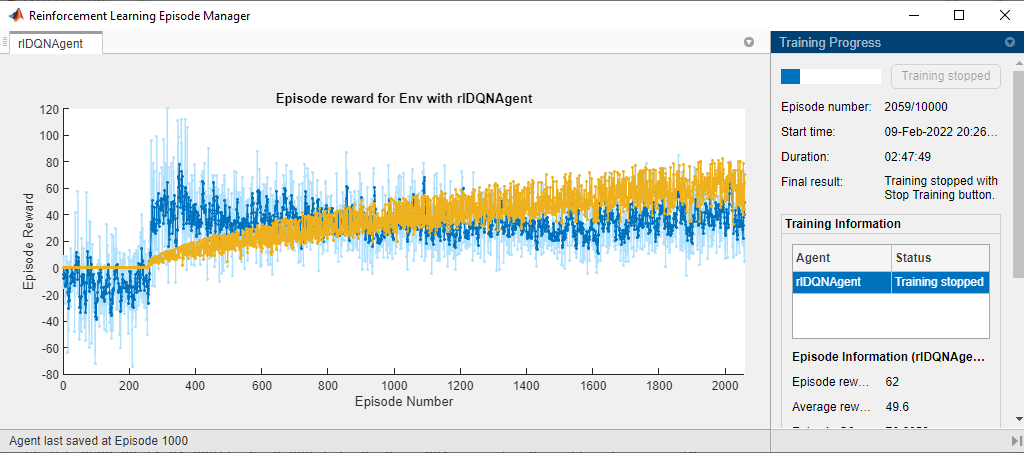 Reinforcement Learning Episode Manager
rlDQNAgent
Episode reward for Env with rlDQNAgent
Episode Reward
120
100
80
60
40
20
0
-20
-40
-60
-80
0
200
400
600
800
1000
1200
1400
1600
1800
2000
Episode Number
Agent last saved at Episode 1000
Training Progress
Training stopped
Episode number: 2059/10000
Start time: 09-Feb-2022 20:26...
Duration: 02:47:49
Final result: Training stopped with
Stop Training button.
Training Information
Agent Status
rlDQNAgent Training stopped
Episode Information (rlDQNAge...
Episode rew... 62
Average rew... 49.6